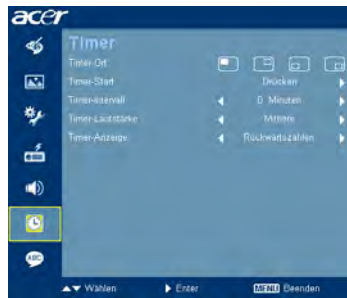 acer
Timer
Timer-Ort
Timer-Start Drücken
Timer-Intervall 0 Minuten
Timer-Lautstärke Mittlere
Timer-Anzeige Rückwärtszählen
ABC
▲▼ Wählen ▶ Enter MENU Beenden